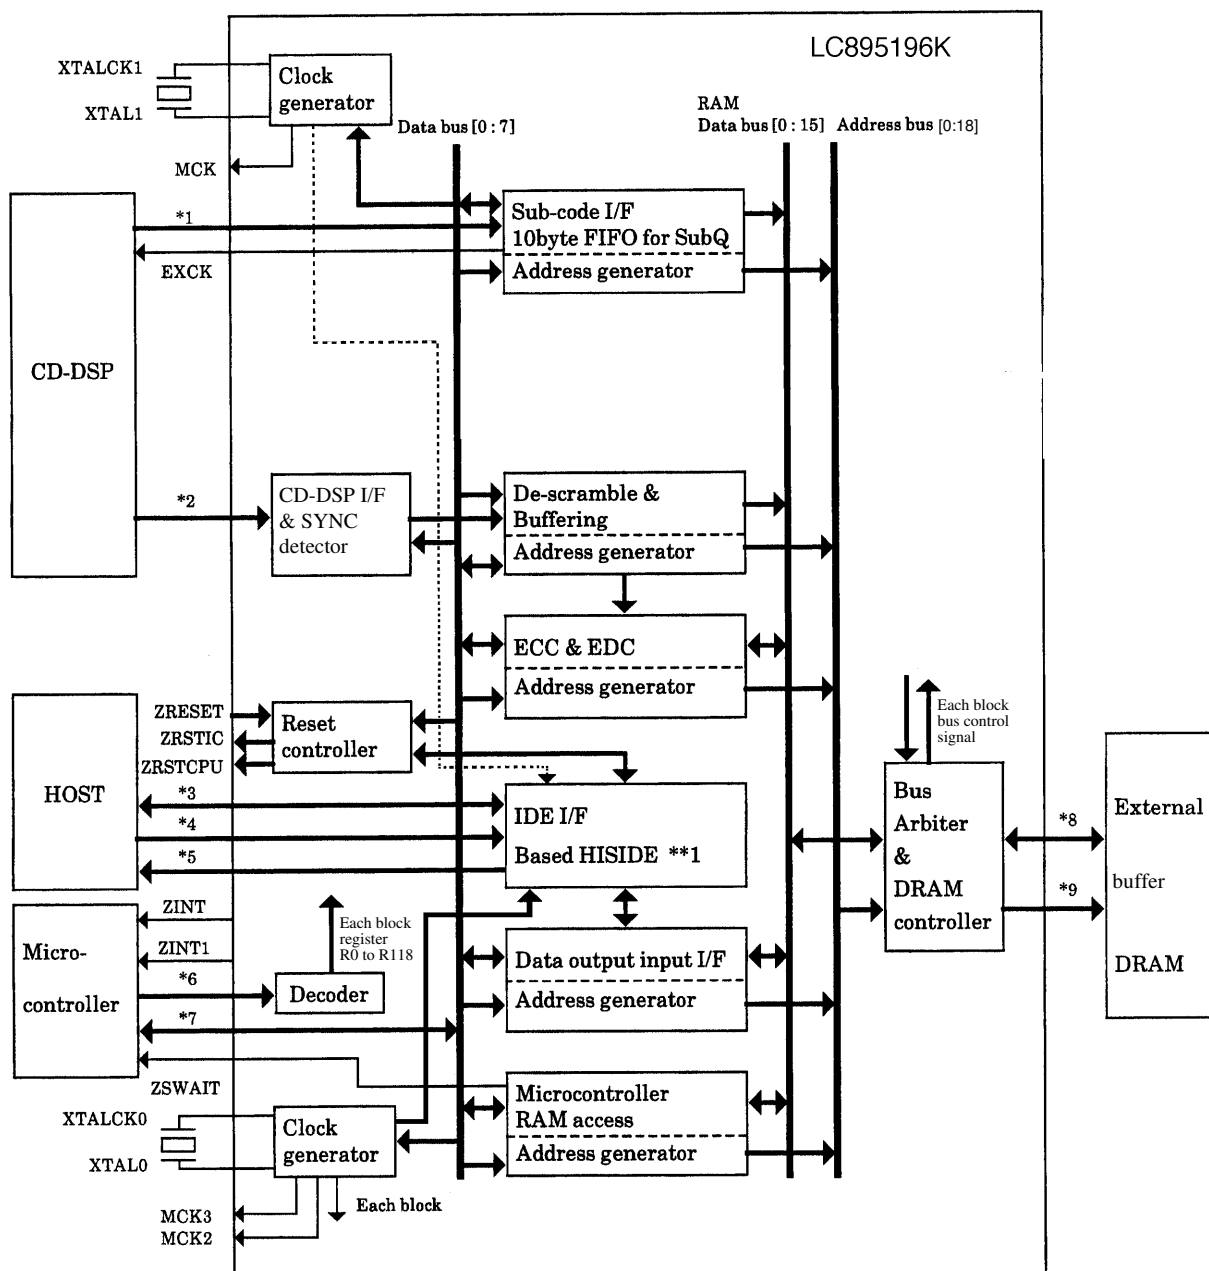 LC895196K
XTALCK1
XTAL1
Clock
generator
MCK
Data bus [0 : 7]
RAM
Data bus [0 : 15]
Address bus [0:18]
*1
EXCK
Sub-code I/F
10byte FIFO for SubQ
Address generator
CD-DSP
*2
CD-DSP I/F
& SYNC
detector
De-scramble &
Buffering
Address generator
ECC & EDC
Address generator
ZRESET
ZRSTIC
ZRSTCPU
Reset
controller
Each block
bus control
signal
HOST
*3
*4
*5
IDE I/F
Based HISIDE **1
Bus
Arbiter
&
DRAM
controller
*8
*9
External
buffer
DRAM
ZINT
ZINT1
*6
*7
Micro-
controller
Each block
register
R0 to R118
Decoder
Data output input I/F
Address generator
ZSWAIT
Microcontroller
RAM access
Address generator
XTALCK0
XTAL0
Clock
generator
MCK3
MCK2
Each block